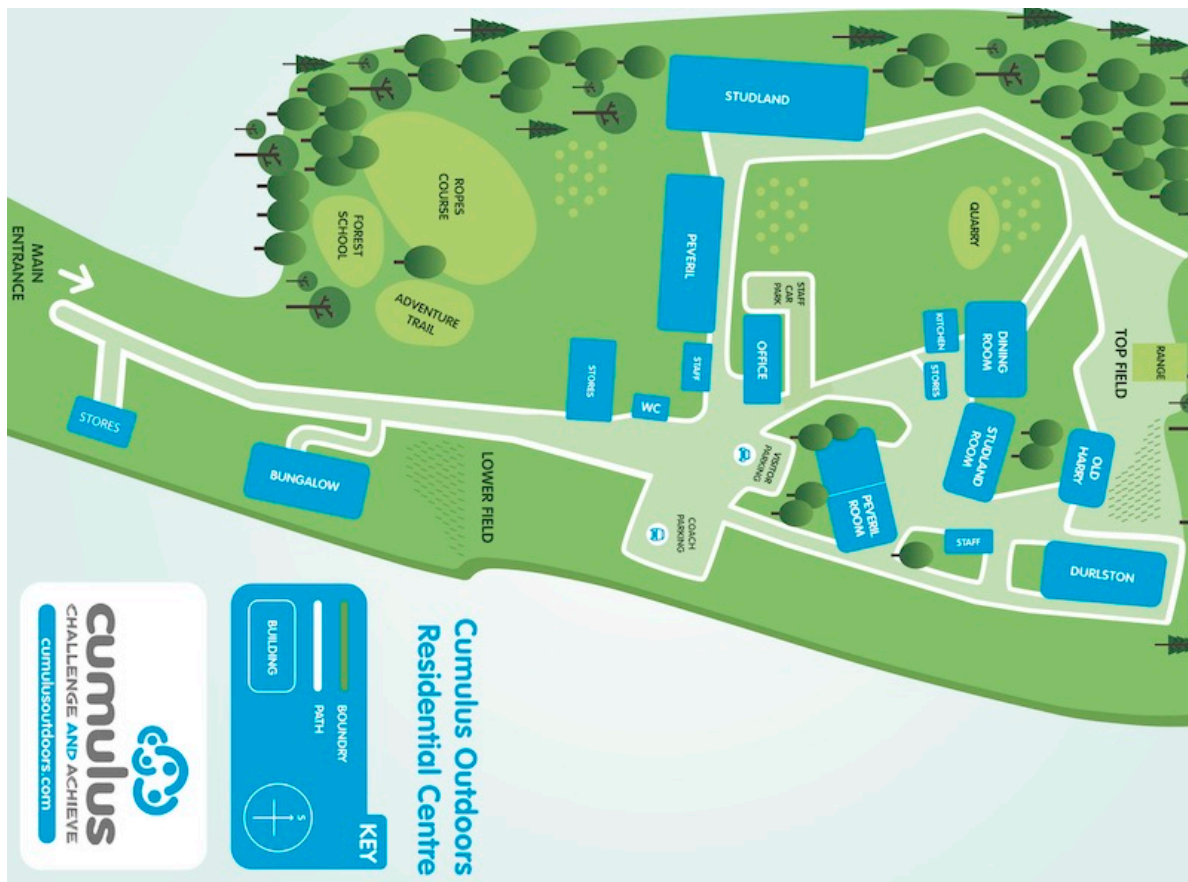 STUDLAND
ROPES
COURSE
FOREST
SCHOOL
ADVENTURE
TRAIL
MAIN
ENTRANCE
PEVERIL
QUARRY
STAFF
CAR
PARK
OFFICE
KITCHEN
DINING
ROOM
STORES
TOP FIELD
RANGE
STORES
STAFF
WC
STUDLAND
ROOM
OLD
HARRY
VISITOR
PARKING
PEVERIL
ROOM
STORES
BUNGALOW
LOWER FIELD
COACH
PARKING
STAFF
DURLSTON
Cumulus Outdoors
Residential Centre
KEY
BOUNDRY
PATH
BUILDING
S
cumulus
CHALLENGE AND ACHIEVE
cumulusoutdoors.com